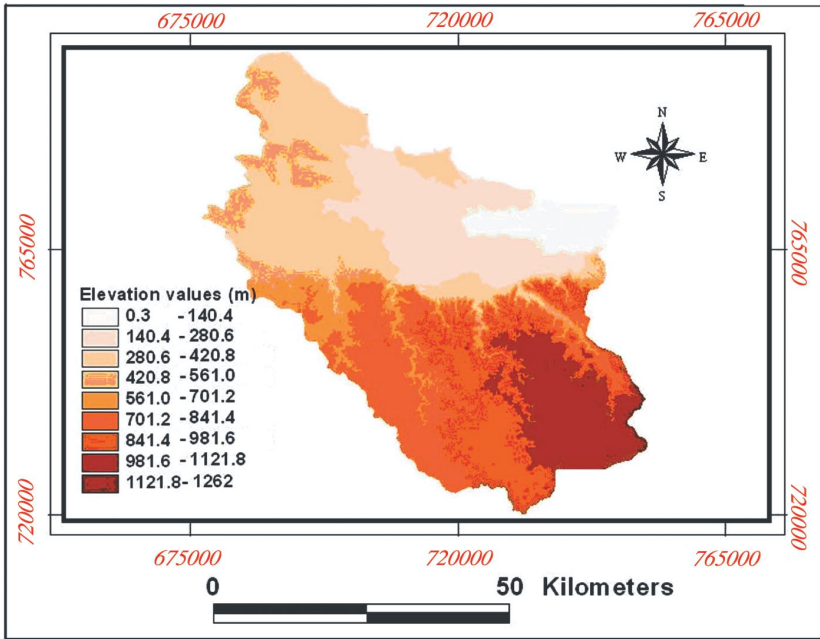 675000 720000 765000
N
W E
S
765000 765000
Elevation values (m)
0.3 -140.4
140.4 -280.6
280.6 -420.8
420.8 -561.0
561.0 -701.2
701.2 -841.4
841.4 -981.6
981.6 -1121.8
1121.8-1262
720000 720000
675000 720000 765000
0 50 Kilometers